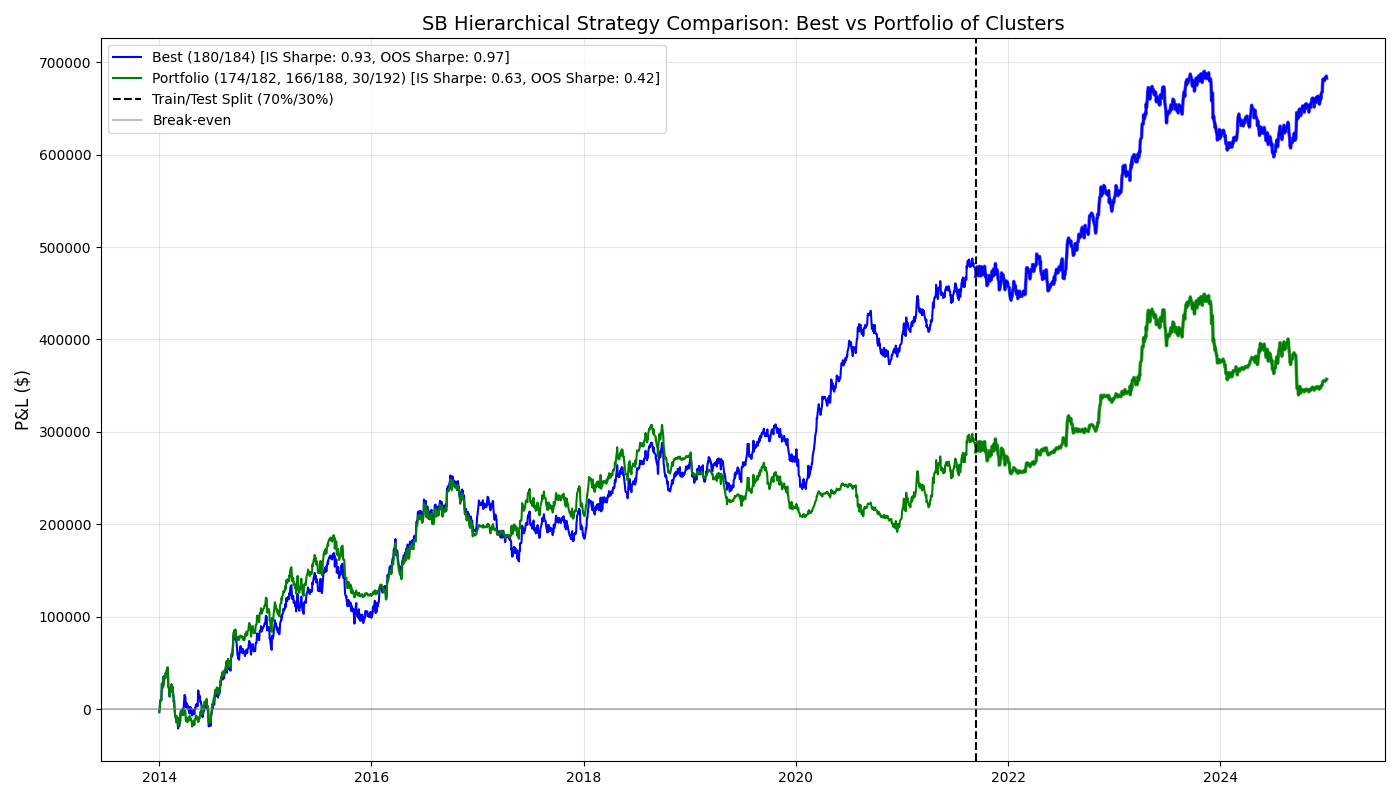 SB Hierarchical Strategy Comparison: Best vs Portfolio of Clusters
Best (180/184) [IS Sharpe: 0.93, OOS Sharpe: 0.97]
Portfolio (174/182, 166/188, 30/192) [IS Sharpe: 0.63, OOS Sharpe: 0.42]
Train/Test Split (70%/30%)
Break-even
P&L ($)
700000
600000
500000
400000
300000
200000
100000
0
2014
2016
2018
2020
2022
2024